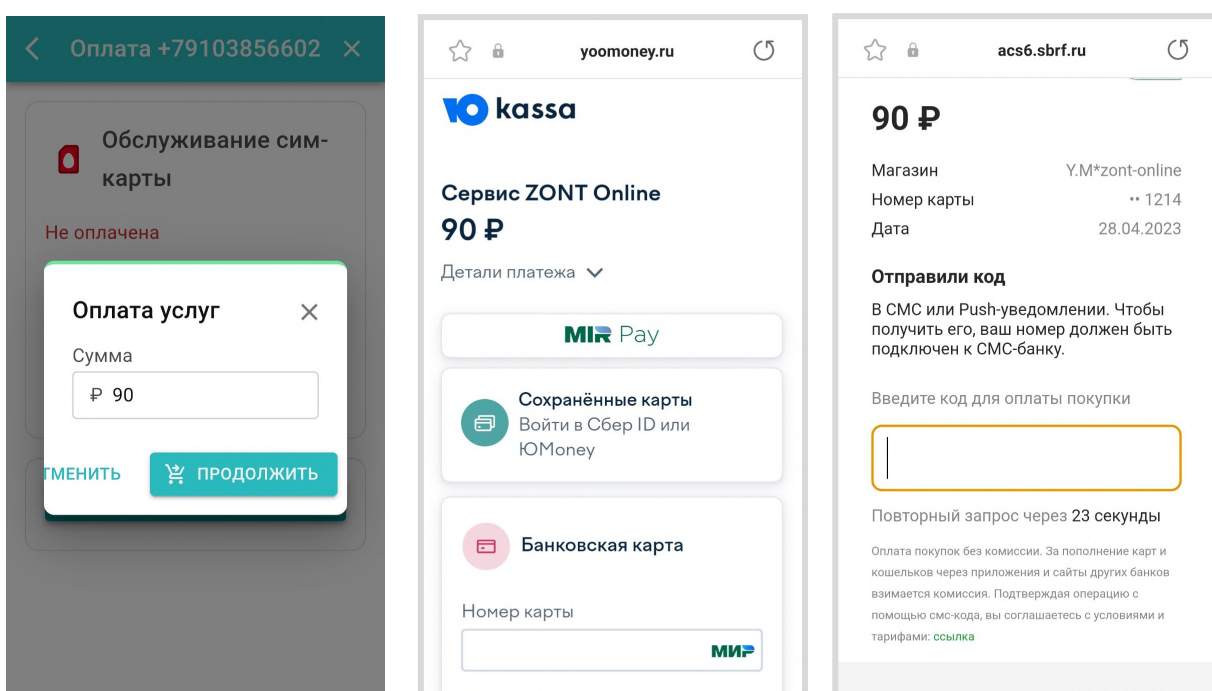 Оплата +79103856602
Обслуживание сим-
карты
Не оплачена
Оплата услуг
Сумма
₽ 90
ТМЕНИТЬ
ПРОДОЛЖИТЬ
yoomoney.ru
Ю kassa
Сервис ZONT Online
90 ₽
Детали платежа
MIR Pay
Сохранённые карты
Войти в Сбер ID или
ЮMoney
Банковская карта
Номер карты
МИР
acs6.sbrf.ru
90 ₽
Магазин Y.M*zont-online
Номер карты •• 1214
Дата 28.04.2023
Отправили код
В СМС или Push-уведомлении. Чтобы
получить его, ваш номер должен быть
подключен к СМС-банку.
Введите код для оплаты покупки
Повторный запрос через 23 секунды
Оплата покупок без комиссии. За пополнение карт и
кошельков через приложения и сайты других банков
взимается комиссия. Подтверждая операцию с
помощью смс-кода, вы соглашаетесь с условиями и
тарифами: ссылка